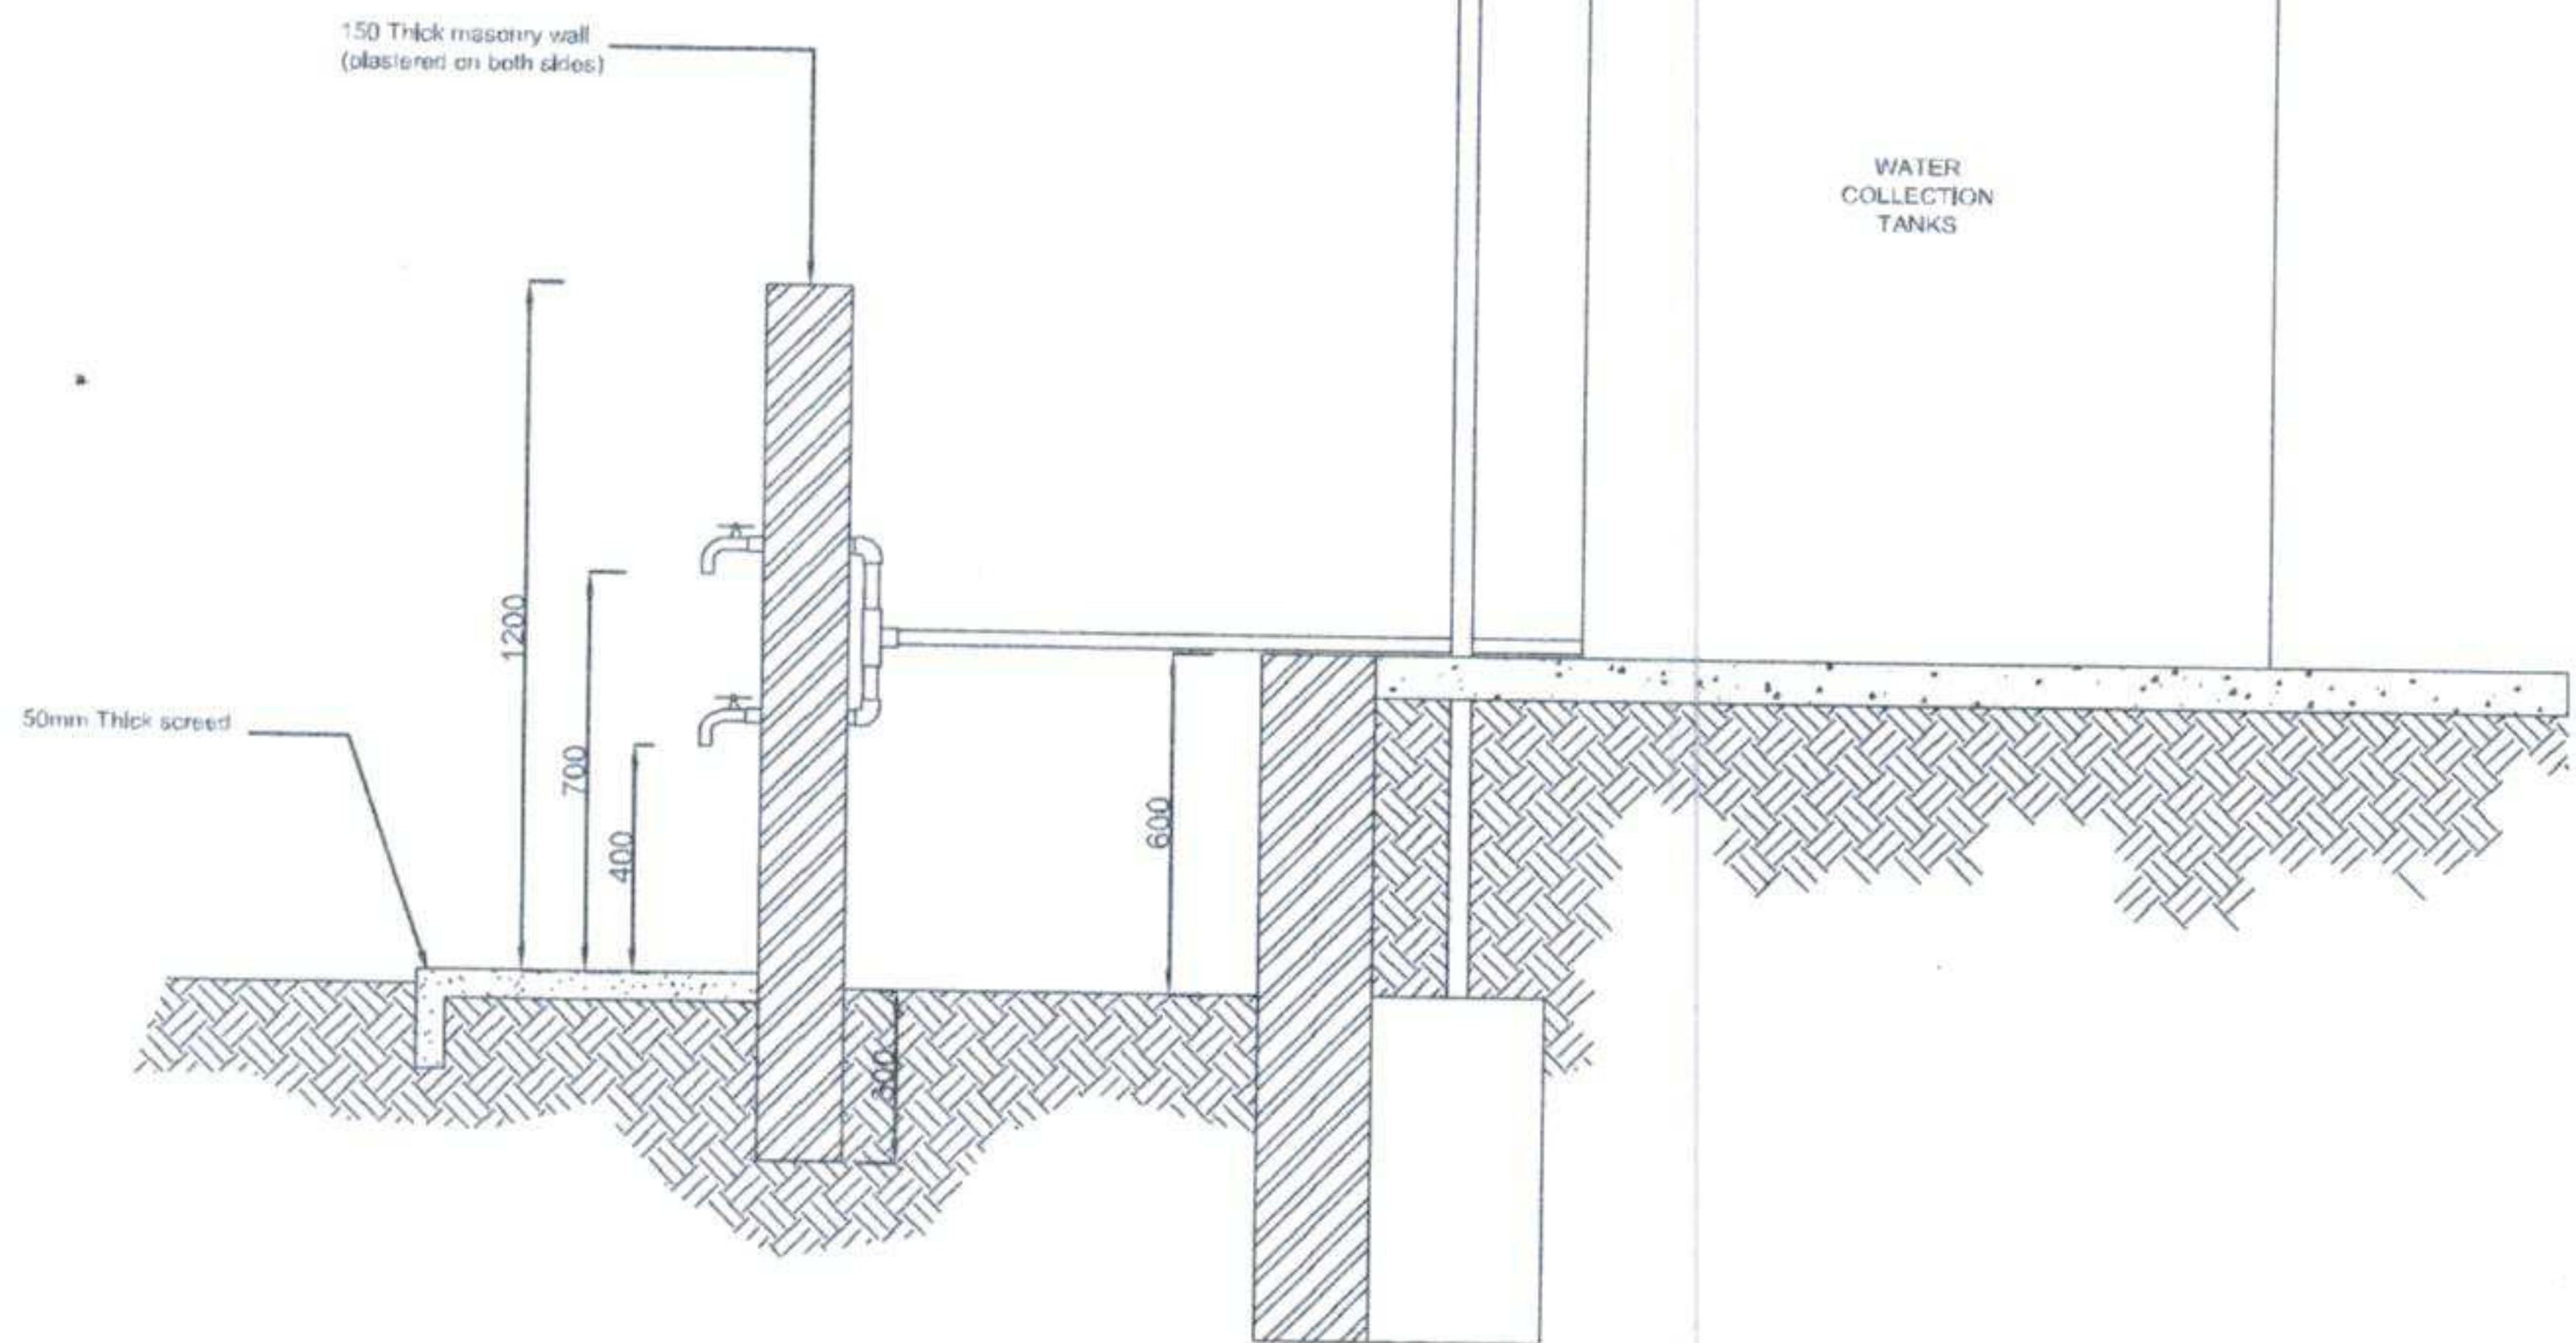 150 Thick masonry wall
(plastered on both sides)
WATER
COLLECTION
TANKS
1200
50mm Thick screed
700
400
600
300